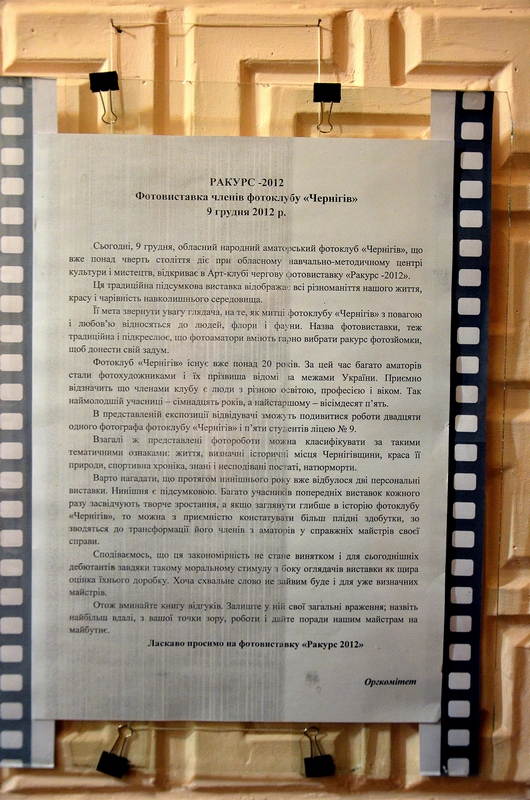 РАКУРС -2012
Фотовиставка членів фотоклубу «Чернігів»
9 грудня 2012 р.
Сьогодні, 9 грудня, обласний народний аматорський фотоклуб «Чернігів», що
вже понад чверть століття діє при обласному навчально-методичному центрі
культури і мистецтв, відкриває в Арт-клубі чергову фотовиставку «Ракурс -2012».
Ця традиційна підсумкова виставка відображає всі різноманіття нашого життя,
красу і чарівність навколишнього середовища.
Її мета звернути увагу глядача, на те, як митці фотоклубу «Чернігів» з повагою
і любов’ю відносяться до людей, флори і фауни. Назва фотовиставки, теж
традиційна і підкреслює, що фотоаматори вміють гарно вибрати ракурс фотозйомки,
щоб донести свій задум.
Фотоклуб «Чернігів» існує вже понад 20 років. За цей час багато аматорів
стали фотохудожниками і їх прізвища відомі за межами України. Приємно
відзначити що членами клубу є люди з різною освітою, професією і віком. Так
наймолодшій учасниці – сімнадцять років, а найстаршому – вісімдесят п’ять.
В представленій експозиції відвідувачі зможуть подивитися роботи двадцяти
одного фотографа фотоклубу «Чернігів» і п’яти студентів ліцею № 9.
Взагалі ж представлені фотороботи можна класифікувати за такими
тематичними ознаками: життя, визначні історичні місця Чернігівщини, краса її
природи, спортивна хроніка, знані і несподівані постаті, натюрморти.
Варто нагадати, що протягом нинішнього року вже відбулося дві персональні
виставки. Нинішня є підсумковою. Багато учасників попередніх виставок кожного
разу засвідчують творче зростання, а якщо заглянути глибше в історію фотоклубу
«Чернігів», то можна з приємністю констатувати більш плідні здобутки, зо
зводяться до трансформації його членів з аматорів у справжніх майстрів своєї
справи.
Сподіваємось, що ця закономірність не стане винятком і для сьогоднішніх
дебютантів завдяки такому моральному стимулу з боку оглядачів виставки як щира
оцінка їхнього доробку. Хоча схвальне слово не зайвим буде і для уже визначних
майстрів.
Отож вминайте книгу відгуків. Залиште у ній свої загальні враження; назвіть
найбільш вдалі, з вашої точки зору, роботи і дайте поради нашим майстрам на
майбутнє.
Ласкаво просимо на фотовиставку «Ракурс 2012»
Оргкомітет